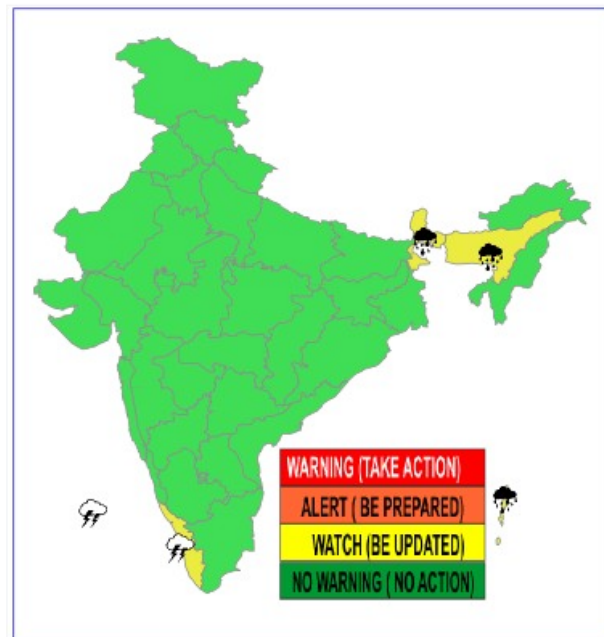 WARNING (TAKE ACTION)
ALERT ( BE PREPARED)
WATCH (BE UPDATED)
NO WARNING ( NO ACTION)